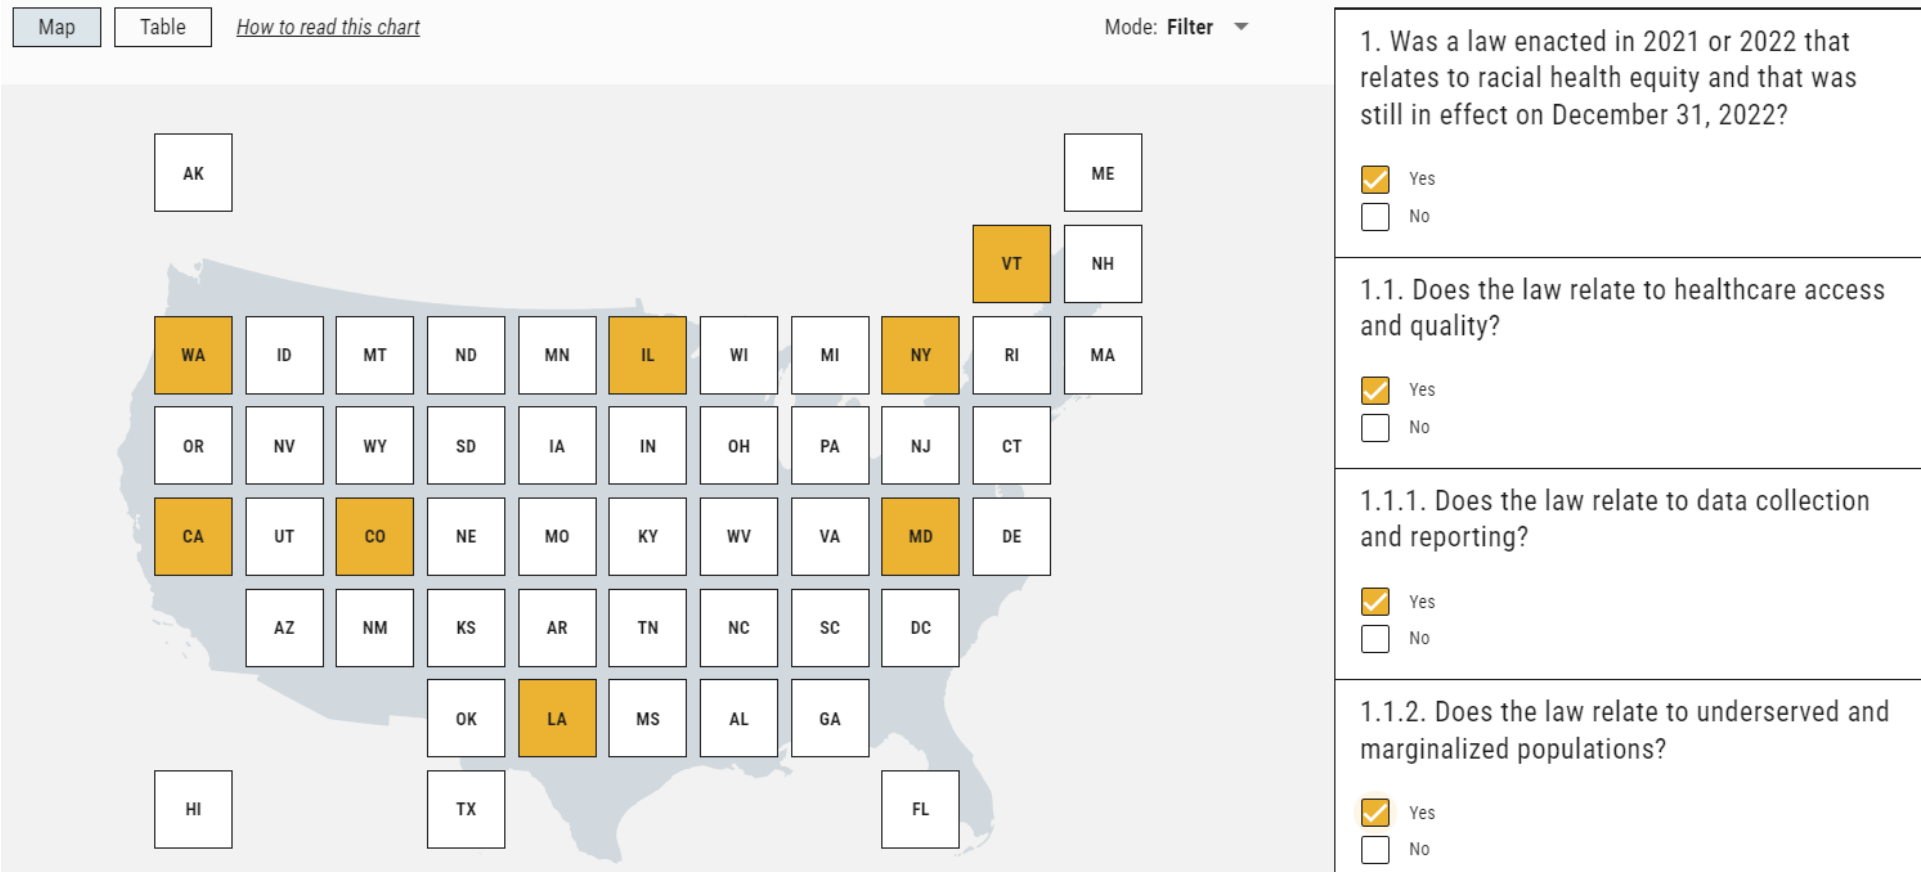 Map
Table
How to read this chart
Mode: Filter
AK
ME
VT
NH
WA
ID
MT
ND
MN
IL
WI
MI
NY
RI
MA
OR
NV
WY
SD
IA
IN
OH
PA
NJ
CT
CA
UT
CO
NE
MO
KY
WV
VA
MD
DE
AZ
NM
KS
AR
TN
NC
SC
DC
OK
LA
MS
AL
GA
HI
TX
FL
1. Was a law enacted in 2021 or 2022 that
relates to racial health equity and that was
still in effect on December 31, 2022?
Yes
No
1.1. Does the law relate to healthcare access
and quality?
Yes
No
1.1.1. Does the law relate to data collection
and reporting?
Yes
No
1.1.2. Does the law relate to underserved and
marginalized populations?
Yes
No